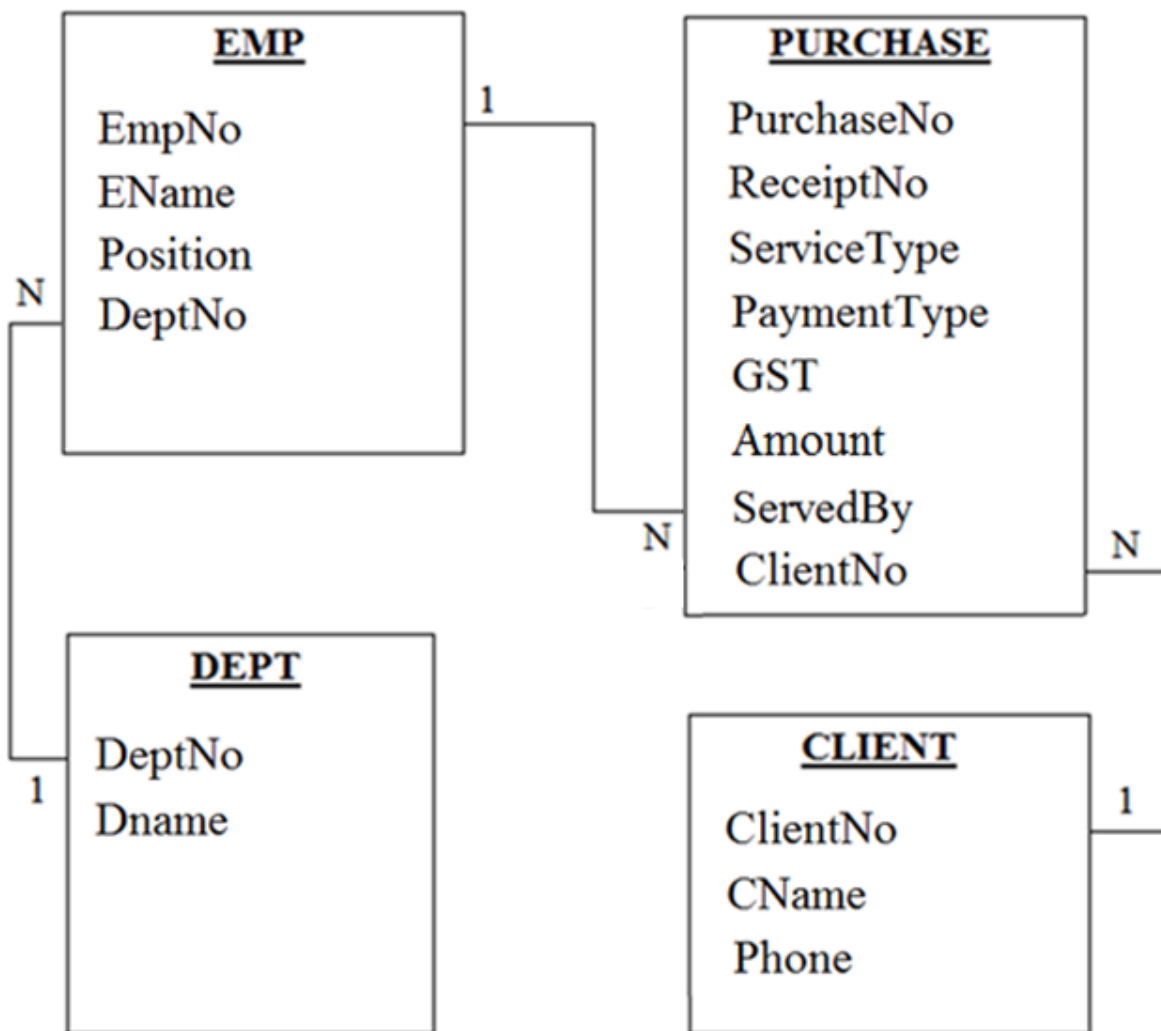 EMP
EmpNo
EName
Position
DeptNo
1
N
PURCHASE
PurchaseNo
ReceiptNo
ServiceType
PaymentType
GST
Amount
ServedBy
ClientNo
N
N
DEPT
DeptNo
Dname
1
CLIENT
ClientNo
CName
Phone
1